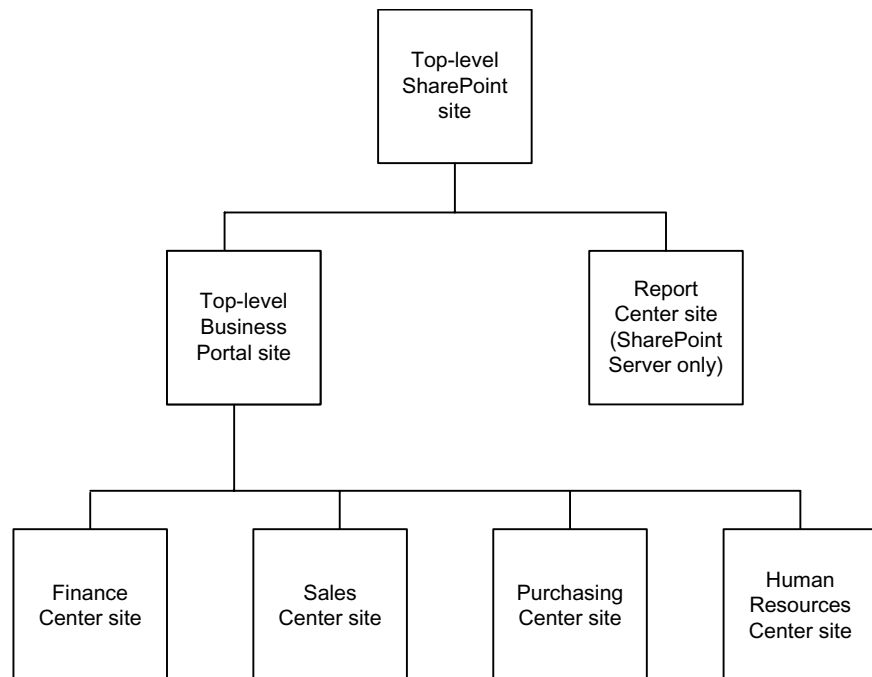 Top-level
SharePoint
site
Top-level
Business
Portal site
Report
Center site
(SharePoint
Server only)
Finance
Center site
Sales
Center site
Purchasing
Center site
Human
Resources
Center site